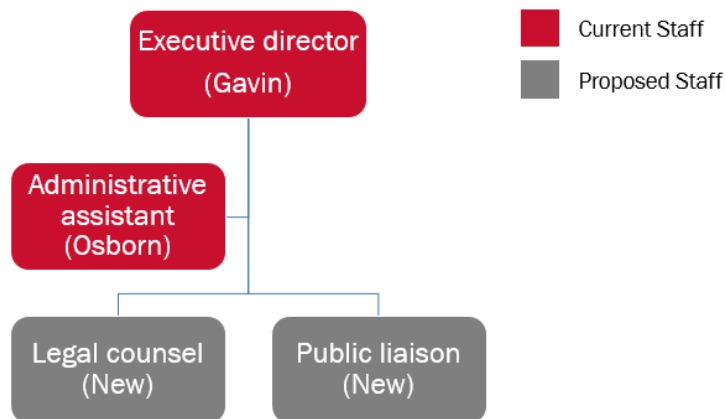 Executive director
(Gavin)
Current Staff
Proposed Staff
Administrative
assistant
(Osborn)
Legal counsel
(New)
Public liaison
(New)